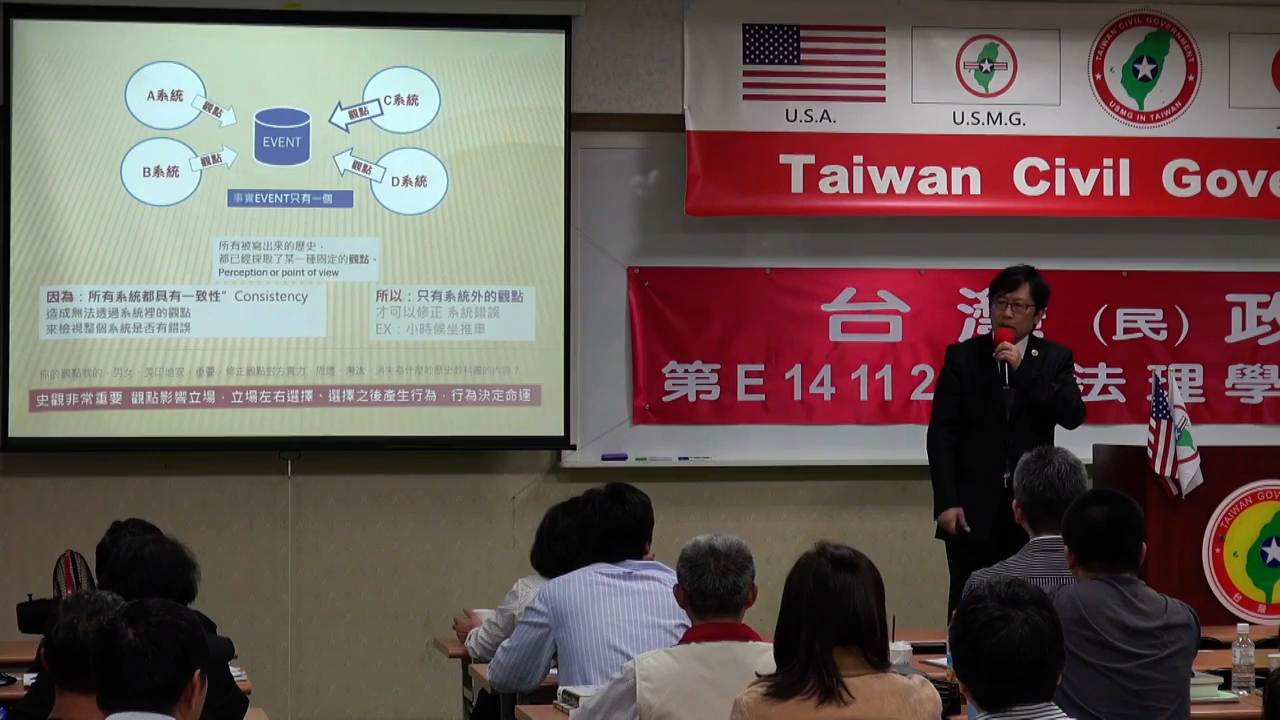 A系統
觀點
B系統
觀點
EVENT
C系統
觀點
D系統
觀點
事實EVENT只有一個
所有被寫出來的歷史,
都已經採取了某一種固定的觀點。
Perception or point of view
因為：所有系統都具有一致性" Consistency
造成無法透過系統裡的觀點
來檢視整個系統是否有錯誤
所以：只有系統外的觀點
才可以修正 系統錯誤
EX：小時候坐推車
史觀非常重要 觀點影響立場﹐立場左右選擇、選擇之後產生行為﹐行為決定命運
U.S.A.
U.S.M.G.
TAIWAN CIVIL GOVERNMENT
USMG IN TAIWAN
Taiwan Civil Gove
台灣（民）政
第E 14 11 2
法理學
TAIWAN GOV
台灣